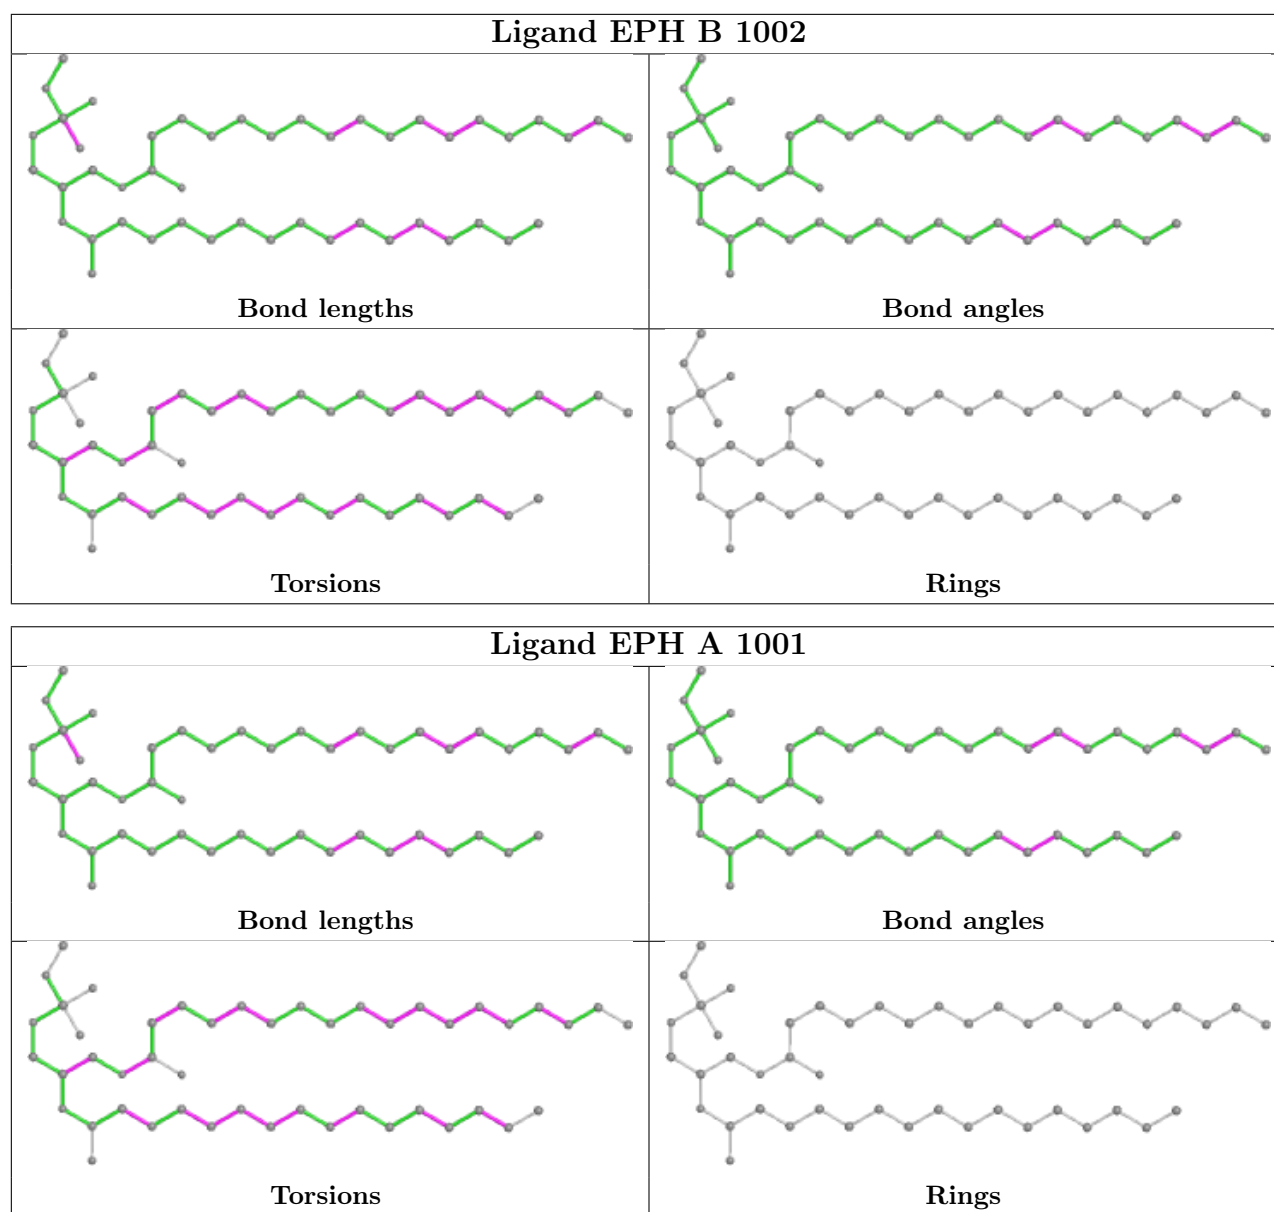 Ligand EPH B 1002
Bond lengths
Bond angles
Torsions
Rings
Ligand EPH A 1001
Bond lengths
Bond angles
Torsions
Rings